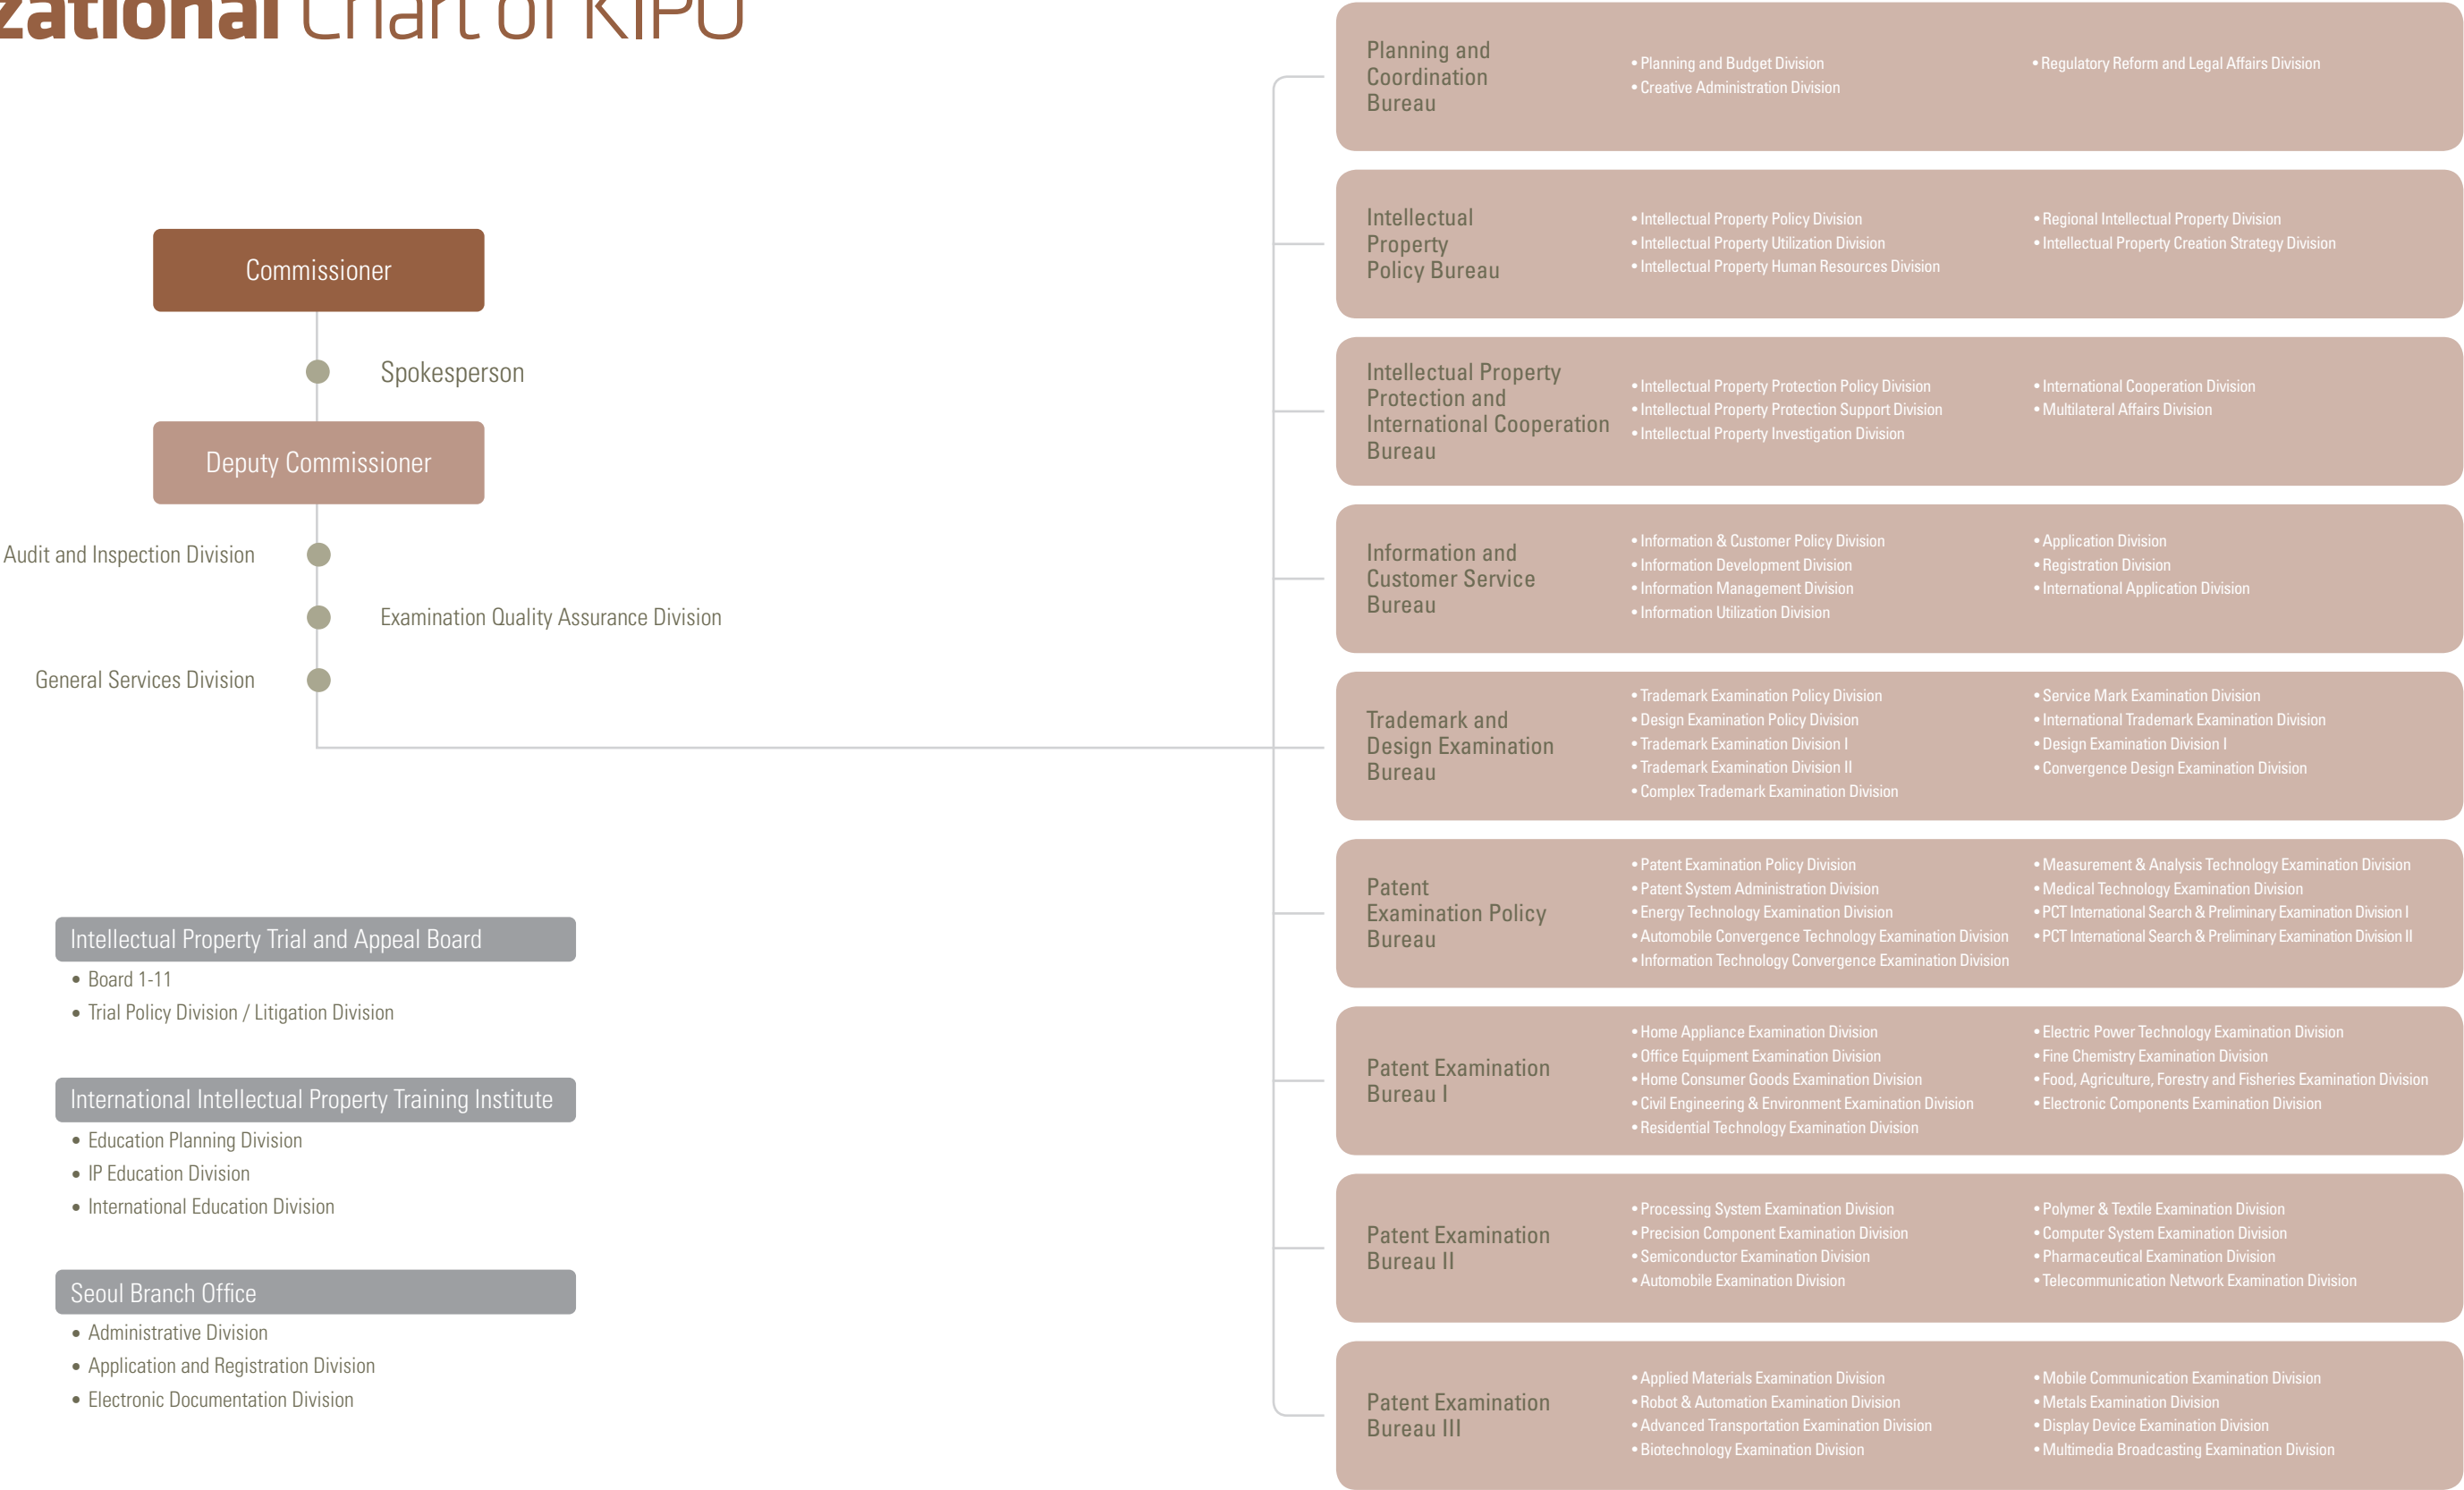 zational Chart of KIPO
Commissioner
Spokesperson
Deputy Commissioner
Audit and Inspection Division
Examination Quality Assurance Division
General Services Division
Intellectual Property Trial and Appeal Board
• Board 1-11
• Trial Policy Division / Litigation Division
International Intellectual Property Training Institute
• Education Planning Division
• IP Education Division
• International Education Division
Seoul Branch Office
• Administrative Division
• Application and Registration Division
• Electronic Documentation Division
Planning and
Coordination
Bureau
• Planning and Budget Division
• Creative Administration Division
• Regulatory Reform and Legal Affairs Division
Intellectual
Property
Policy Bureau
• Intellectual Property Policy Division
• Intellectual Property Utilization Division
• Intellectual Property Human Resources Division
• Regional Intellectual Property Division
• Intellectual Property Creation Strategy Division
Intellectual Property
Protection and
International Cooperation
Bureau
• Intellectual Property Protection Policy Division
• Intellectual Property Protection Support Division
• Intellectual Property Investigation Division
• International Cooperation Division
• Multilateral Affairs Division
Information and
Customer Service
Bureau
• Information & Customer Policy Division
• Information Development Division
• Information Management Division
• Information Utilization Division
• Application Division
• Registration Division
• International Application Division
Trademark and
Design Examination
Bureau
• Trademark Examination Policy Division
• Design Examination Policy Division
• Trademark Examination Division I
• Trademark Examination Division II
• Complex Trademark Examination Division
• Service Mark Examination Division
• International Trademark Examination Division
• Design Examination Division I
• Convergence Design Examination Division
Patent
Examination Policy
Bureau
• Patent Examination Policy Division
• Patent System Administration Division
• Energy Technology Examination Division
• Automobile Convergence Technology Examination Division
• Information Technology Convergence Examination Division
• Measurement & Analysis Technology Examination Division
• Medical Technology Examination Division
• PCT International Search & Preliminary Examination Division I
• PCT International Search & Preliminary Examination Division II
Patent Examination
Bureau I
• Home Appliance Examination Division
• Office Equipment Examination Division
• Home Consumer Goods Examination Division
• Civil Engineering & Environment Examination Division
• Residential Technology Examination Division
• Electric Power Technology Examination Division
• Fine Chemistry Examination Division
• Food, Agriculture, Forestry and Fisheries Examination Division
• Electronic Components Examination Division
Patent Examination
Bureau II
• Processing System Examination Division
• Precision Component Examination Division
• Semiconductor Examination Division
• Automobile Examination Division
• Polymer & Textile Examination Division
• Computer System Examination Division
• Pharmaceutical Examination Division
• Telecommunication Network Examination Division
Patent Examination
Bureau III
• Applied Materials Examination Division
• Robot & Automation Examination Division
• Advanced Transportation Examination Division
• Biotechnology Examination Division
• Mobile Communication Examination Division
• Metals Examination Division
• Display Device Examination Division
• Multimedia Broadcasting Examination Division